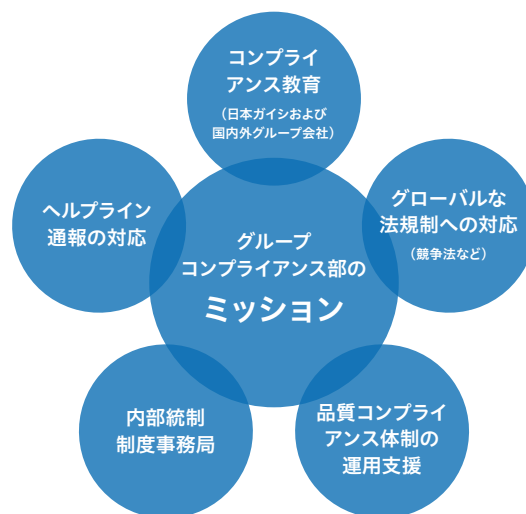 コンプライ
アンス教育
（日本ガイシおよび
国内外グループ会社）
ヘルプライン
通報の対応
グローバルな
法規制への対応
（競争法など）
グループ
コンプライアンス部の
ミッション
内部統制
制度事務局
品質コンプライ
アンス体制の
運用支援